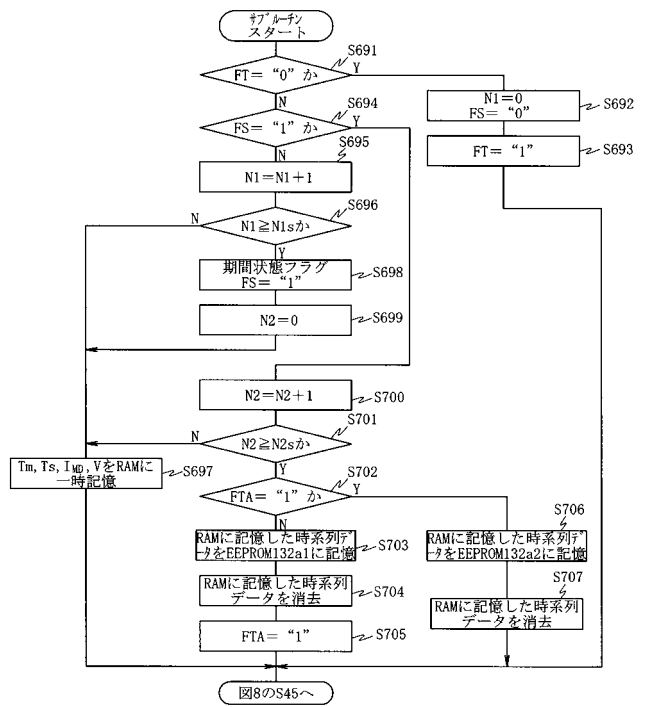 サブルーチン
スタート
S691
FT= “0” か
Y
N
N1=0
FS= “0”
S692
S694
FS= “1” か
Y
N
FT= “1”
S693
S695
N1=N1+1
S696
N
N1≧N1sか
Y
期間状態フラグ
FS= “1”
S698
N2=0
S699
N2=N2+1
S700
S701
N
N2≧N2sか
Y
Tm,Ts,IMD,VをRAMに
一時記憶
S697
S702
FTA= “1” か
Y
N
S706
RAMに記憶した時系列デ
ータをEEPROM132a1に記憶
S703
RAMに記憶した時系列デ
ータをEEPROM132a2に記憶
RAMに記憶した時系列
データを消去
S704
S707
RAMに記憶した時系列
データを消去
FTA= “1”
S705
図8のS45へ